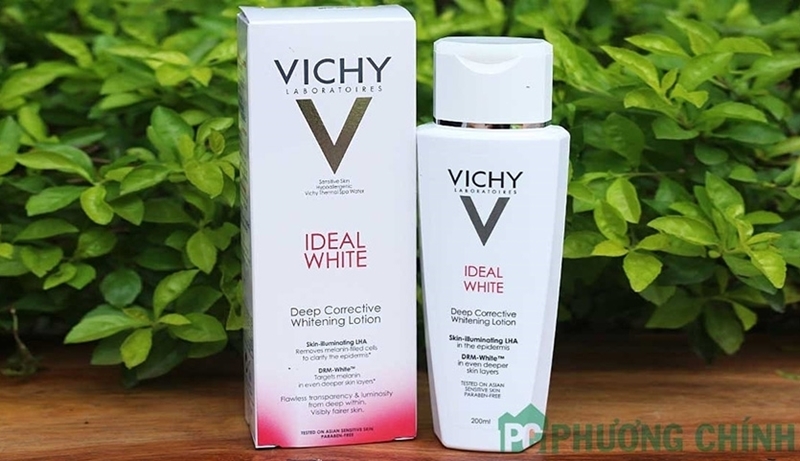 VICHY
LABORATOIRES
Sensitive Skin
Hypoallergenic
Vichy Thermal Spa Water
IDEAL
WHITE
Deep Corrective
Whitening Lotion
Skin-illuminating LHA
Removes melanin-filled cells
to clarify the epidermis*
DRM-White™
Targets melanin
in even deeper skin layers*
Flawless transparency & luminosity
from deep within.
Visibly fairer skin.
TESTED ON ASIAN SENSITIVE SKIN
PARABEN-FREE
VICHY
LABORATOIRES
IDEAL
WHITE
Deep Corrective
Whitening Lotion
Skin-illuminating LHA
in the epidermis
DRM-White™
in even deeper
skin layers
TESTED ON ASIAN
SENSITIVE SKIN
PARABEN-FREE
200ml
PC PHƯƠNG CHÍNH